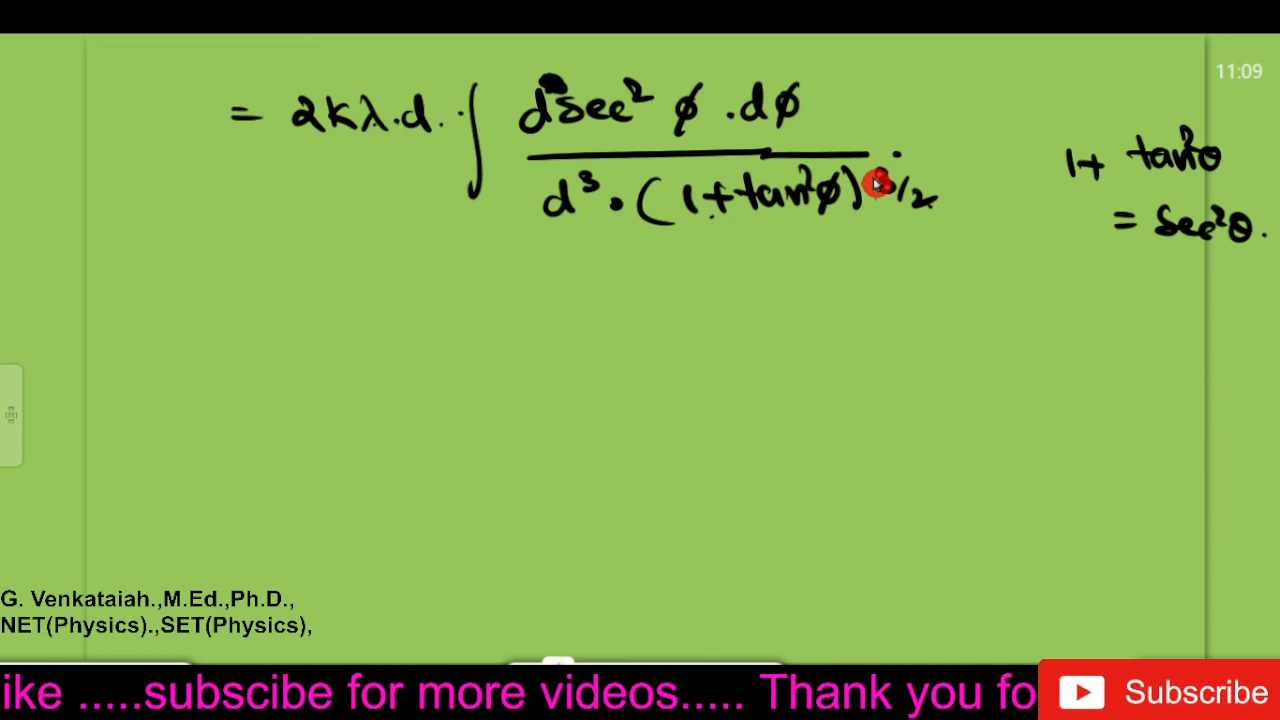 11:09
= 2Kλ.d. ∫ d sec² φ . dφ
d³ . (1+tan²φ)3/2
1+ tan²θ
= sec²θ.
G. Venkataiah.,M.Ed.,Ph.D.,
NET(Physics).,SET(Physics),
ike .....subscibe for more videos..... Thank you fo
Subscribe